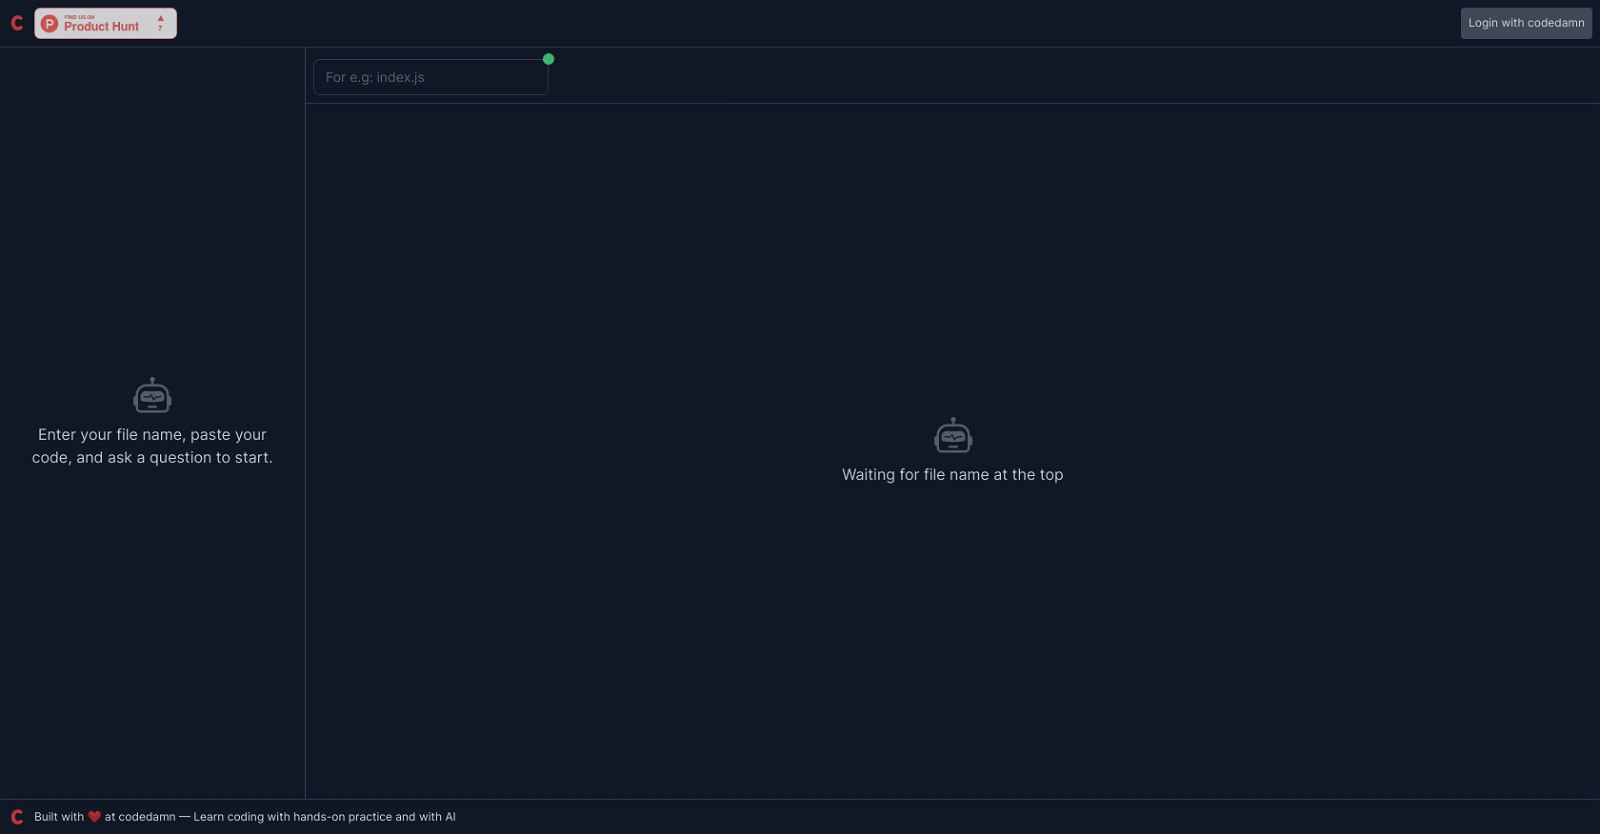 FIND US ON
Product Hunt
▲
7
Login with codedamn
For e.g: index.js
Enter your file name, paste your
code, and ask a question to start.
Waiting for file name at the top
Built with ❤️ at codedamn — Learn coding with hands-on practice and with AI